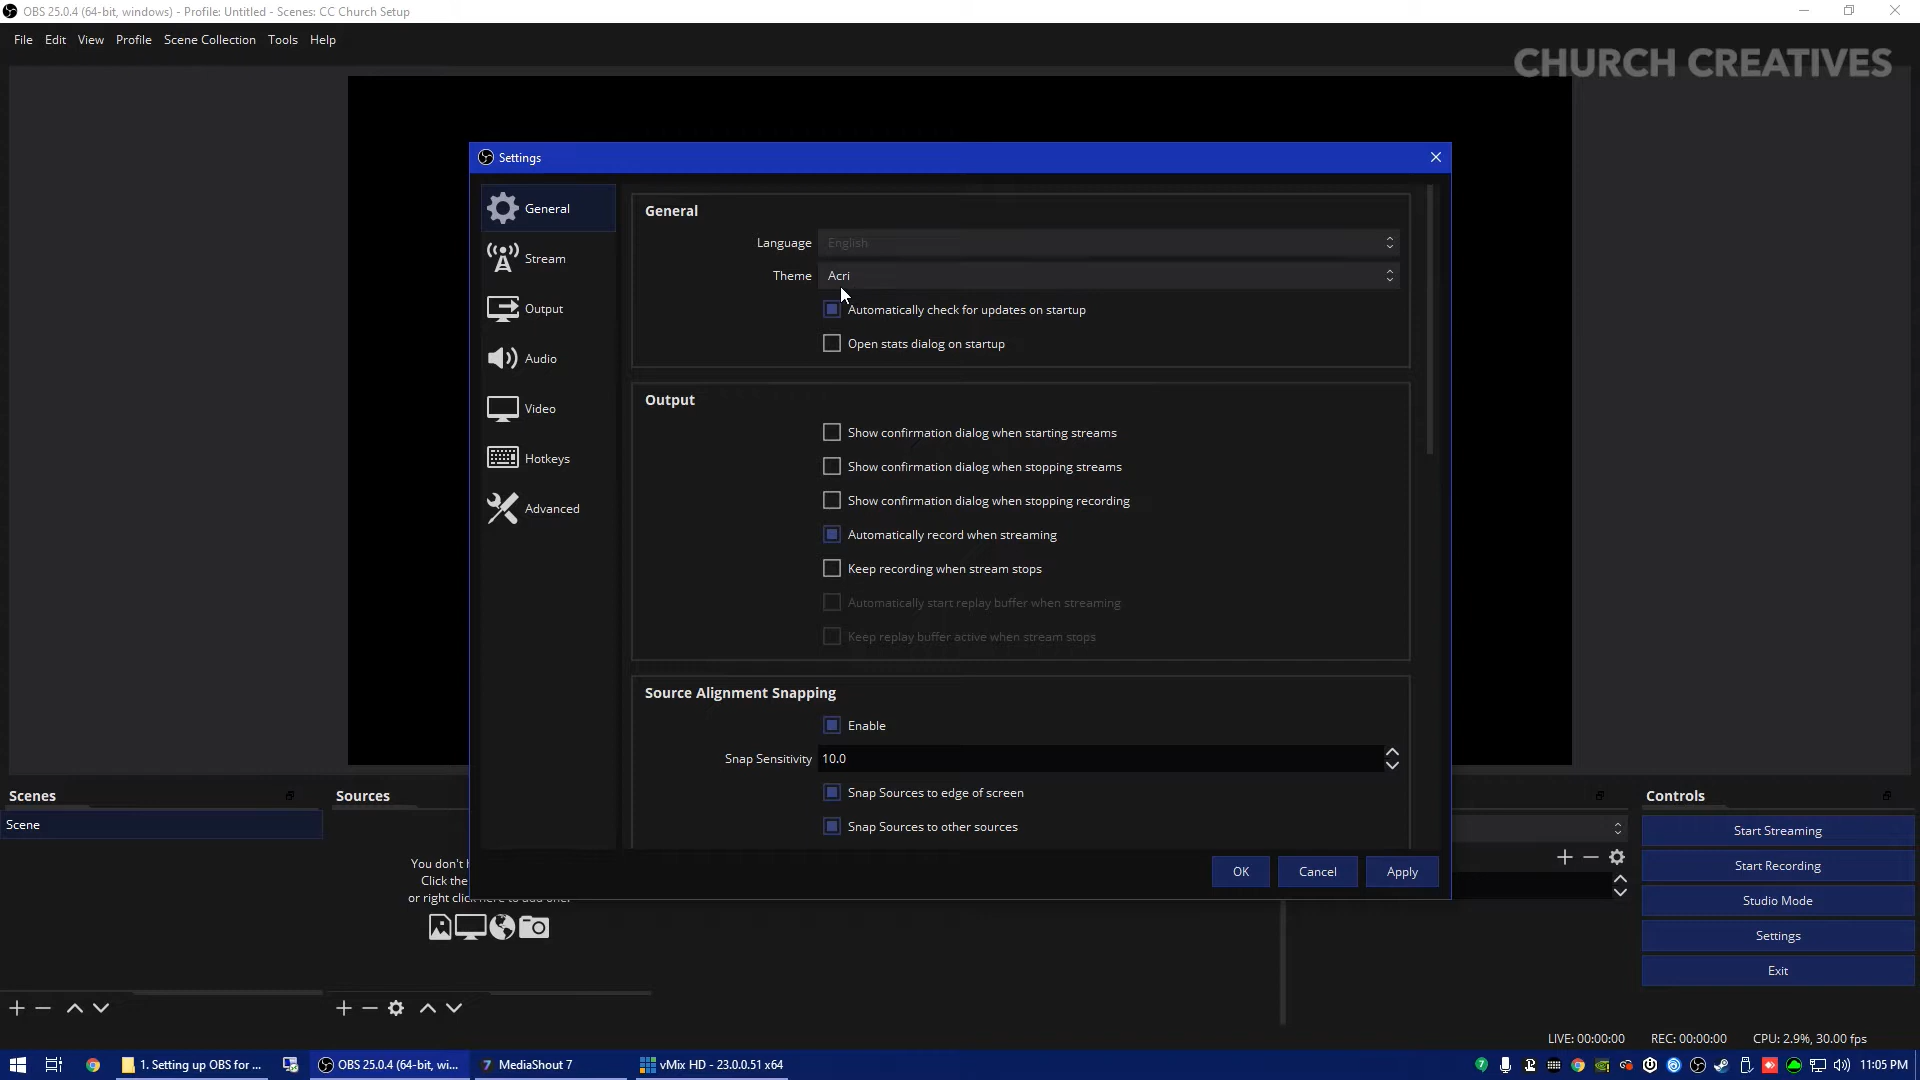 OBS 25.0.4 (64-bit, windows) - Profile: Untitled - Scenes: CC Church Setup
File Edit View Profile Scene Collection Tools Help
CHURCH CREATIVES
Settings
General
Stream
Output
Audio
Video
Hotkeys
Advanced
General
Language English
Theme Acri
Automatically check for updates on startup
Open stats dialog on startup
Output
Show confirmation dialog when starting streams
Show confirmation dialog when stopping streams
Show confirmation dialog when stopping recording
Automatically record when streaming
Keep recording when stream stops
Automatically start replay buffer when streaming
Keep replay buffer active when stream stops
Source Alignment Snapping
Enable
Snap Sensitivity 10.0
Snap Sources to edge of screen
Snap Sources to other sources
OK Cancel Apply
Scenes
Scene
Sources
You don't
Click the
or right click here to add one.
Controls
Start Streaming
Start Recording
Studio Mode
Settings
Exit
LIVE: 00:00:00 REC: 00:00:00 CPU: 2.9%, 30.00 fps
1. Setting up OBS for ... OBS 25.0.4 (64-bit, wi... 7 MediaShout 7 vMix HD - 23.0.0.51 x64 7 11:05 PM